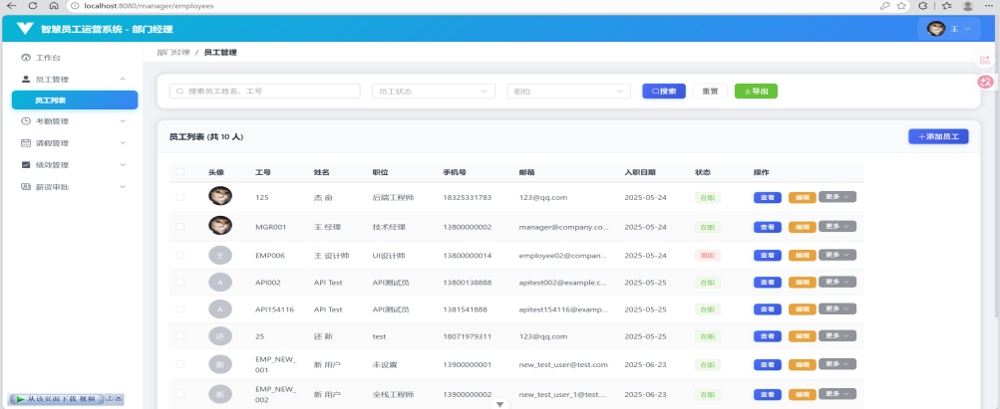 localhost:8080/manager/employees
智慧员工运营系统 - 部门经理
王
工作台
员工管理
员工列表
考勤管理
请假管理
绩效管理
薪资审批
部门经理 / 员工管理
搜索员工姓名、工号 员工状态 职位 搜索 重置 导出
员工列表 (共 10 人) 添加员工
头像 工号 姓名 职位 手机号 邮箱 入职日期 状态 操作
125 杰 俞 后端工程师 18325331783 123@qq.com 2025-05-24 在职 查看 编辑 更多
MGR001 王 经理 技术经理 13800000002 manager@company.co... 2025-05-24 在职 查看 编辑 更多
王 EMP006 王 设计师 UI设计师 13800000014 employee02@compan... 2025-05-24 离职 查看 编辑 更多
A API002 API Test API测试员 13800138888 apitest002@example.c... 2025-05-25 在职 查看 编辑 更多
A API154116 API Test API测试员 1381541888 apitest154116@examp... 2025-05-25 在职 查看 编辑 更多
还 25 还 新 test 18071979311 123@qq.com 2025-05-25 在职 查看 编辑 更多
新 EMP_NEW_001 新 用户 未设置 13900000001 new_test_user@test.com 2025-06-23 在职 查看 编辑 更多
新 EMP_NEW_002 新 用户 全栈工程师 13900000002 new_test_user_1@test... 2025-06-23 在职 查看 编辑 更多
从该页面下载 视频